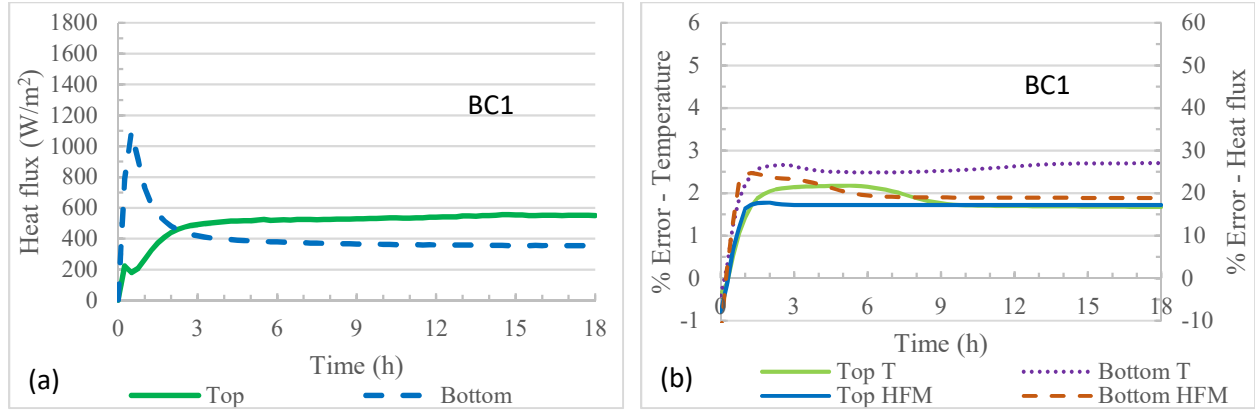 1800
1600
1400
1200
1000
800
600
400
200
0
Heat flux (W/m²)
BC1
0 3 6 9 12 15 18
Time (h)
(a)
Top Bottom
6
5
4
3
2
1
0
-1
% Error - Temperature
BC1
60
50
40
30
20
10
0
-10
% Error - Heat flux
0 3 6 9 12 15 18
Time (h)
(b)
Top T Bottom T
Top HFM Bottom HFM